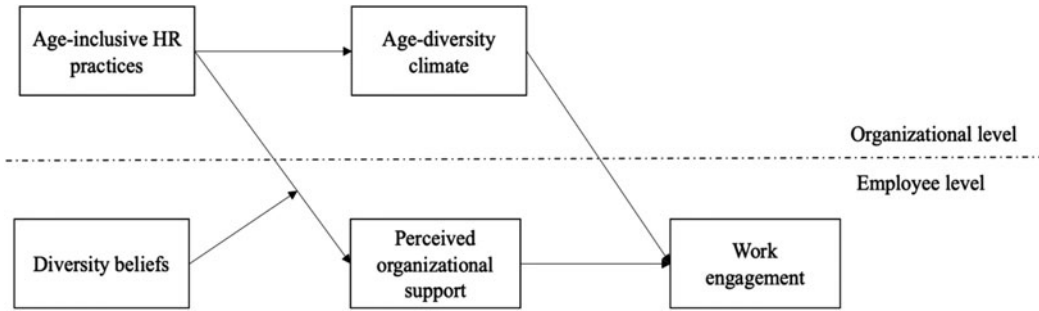 Age-inclusive HR
practices
Age-diversity
climate
Organizational level
Employee level
Diversity beliefs
Perceived
organizational
support
Work
engagement